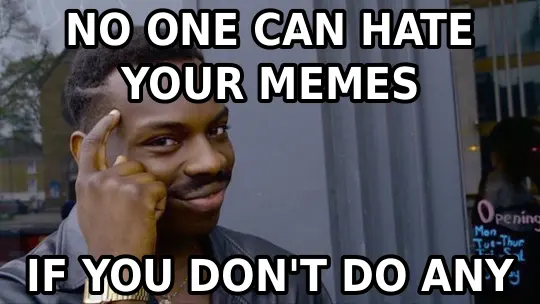 NO ONE CAN HATE
YOUR MEMES
IF YOU DON'T DO ANY
Opening
Mon
Tue-Thur